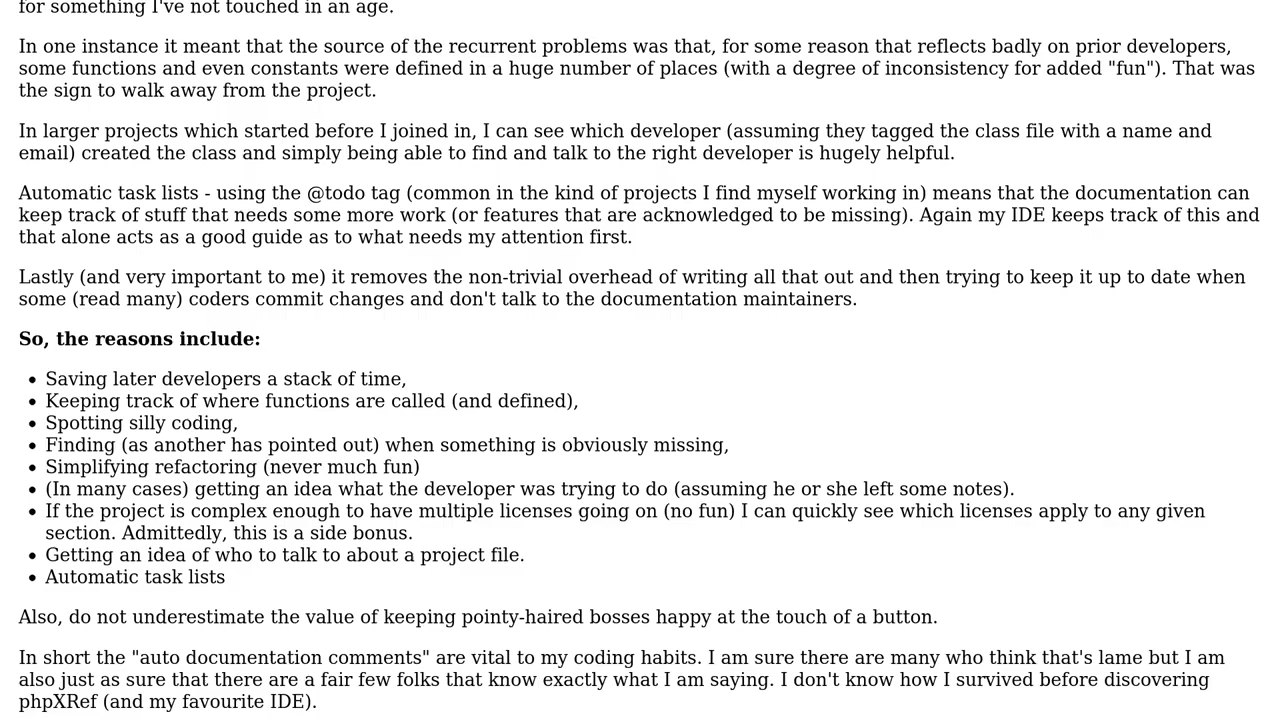 for something I've not touched in an age.
In one instance it meant that the source of the recurrent problems was that, for some reason that reflects badly on prior developers,
some functions and even constants were defined in a huge number of places (with a degree of inconsistency for added "fun"). That was
the sign to walk away from the project.
In larger projects which started before I joined in, I can see which developer (assuming they tagged the class file with a name and
email) created the class and simply being able to find and talk to the right developer is hugely helpful.
Automatic task lists - using the @todo tag (common in the kind of projects I find myself working in) means that the documentation can
keep track of stuff that needs some more work (or features that are acknowledged to be missing). Again my IDE keeps track of this and
that alone acts as a good guide as to what needs my attention first.
Lastly (and very important to me) it removes the non-trivial overhead of writing all that out and then trying to keep it up to date when
some (read many) coders commit changes and don't talk to the documentation maintainers.
So, the reasons include:
• Saving later developers a stack of time,
• Keeping track of where functions are called (and defined),
• Spotting silly coding,
• Finding (as another has pointed out) when something is obviously missing,
• Simplifying refactoring (never much fun)
• (In many cases) getting an idea what the developer was trying to do (assuming he or she left some notes).
• If the project is complex enough to have multiple licenses going on (no fun) I can quickly see which licenses apply to any given
section. Admittedly, this is a side bonus.
• Getting an idea of who to talk to about a project file.
• Automatic task lists
Also, do not underestimate the value of keeping pointy-haired bosses happy at the touch of a button.
In short the "auto documentation comments" are vital to my coding habits. I am sure there are many who think that's lame but I am
also just as sure that there are a fair few folks that know exactly what I am saying. I don't know how I survived before discovering
phpXRef (and my favourite IDE).